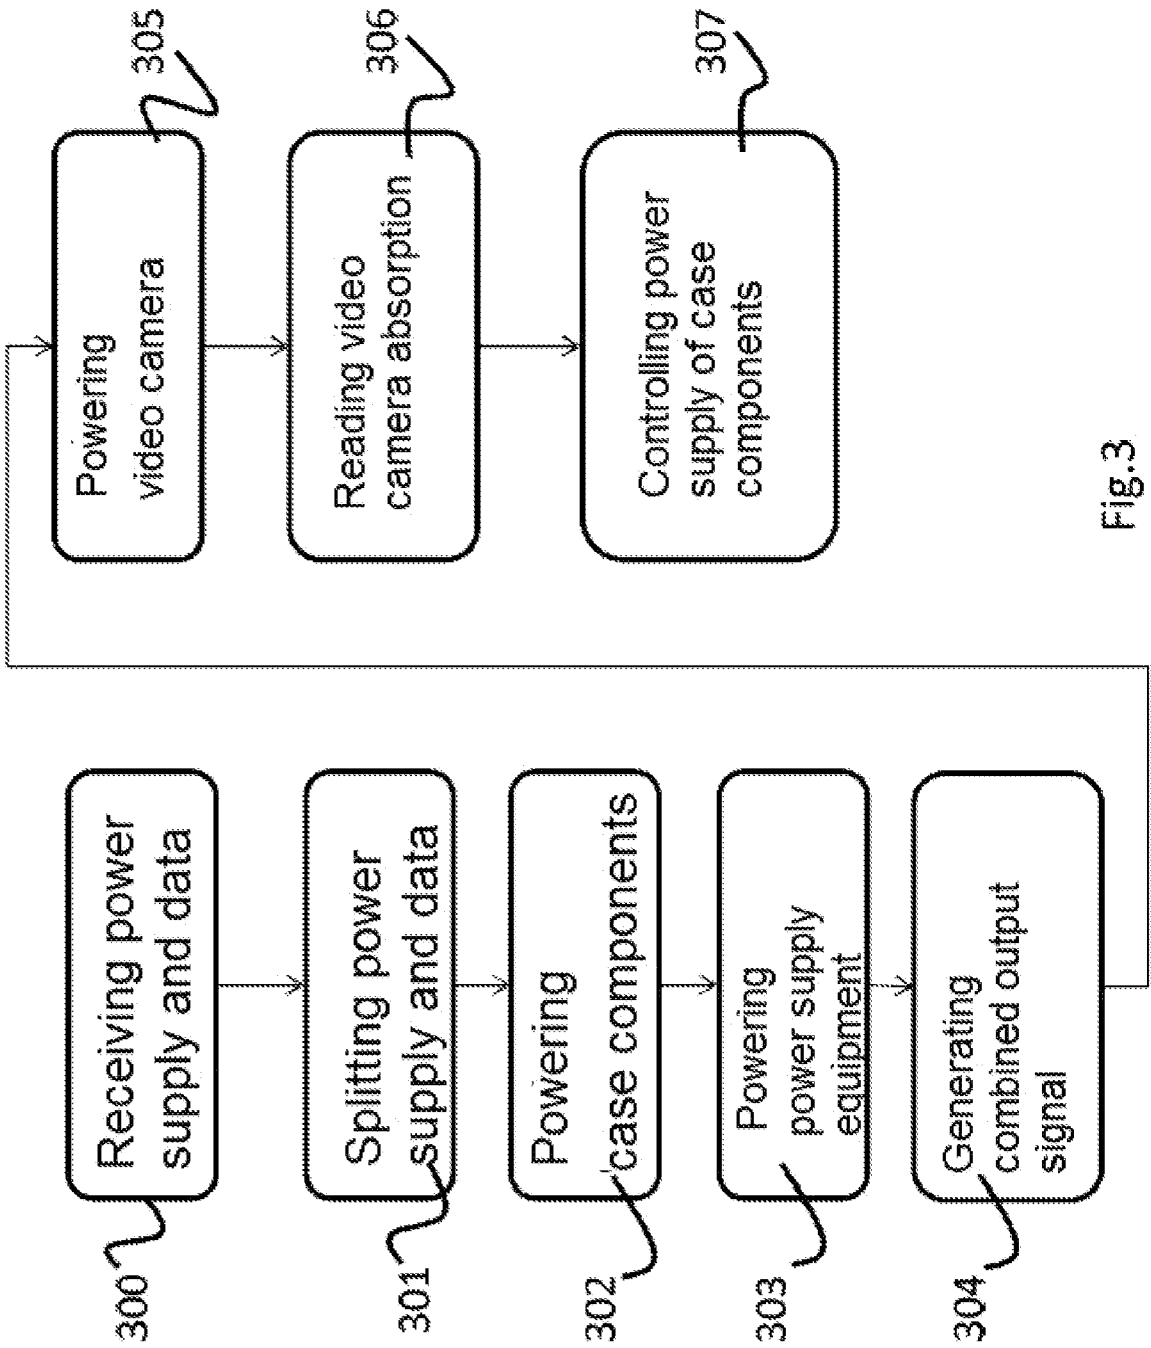 300
Receiving power
supply and data
301
Splitting power
supply and data
302
Powering
case components
303
Powering
power supply
equipment
304
Generating
combined output
signal
305
Powering
video camera
306
Reading video
camera absorption
307
Controlling power
supply of case
components
Fig.3